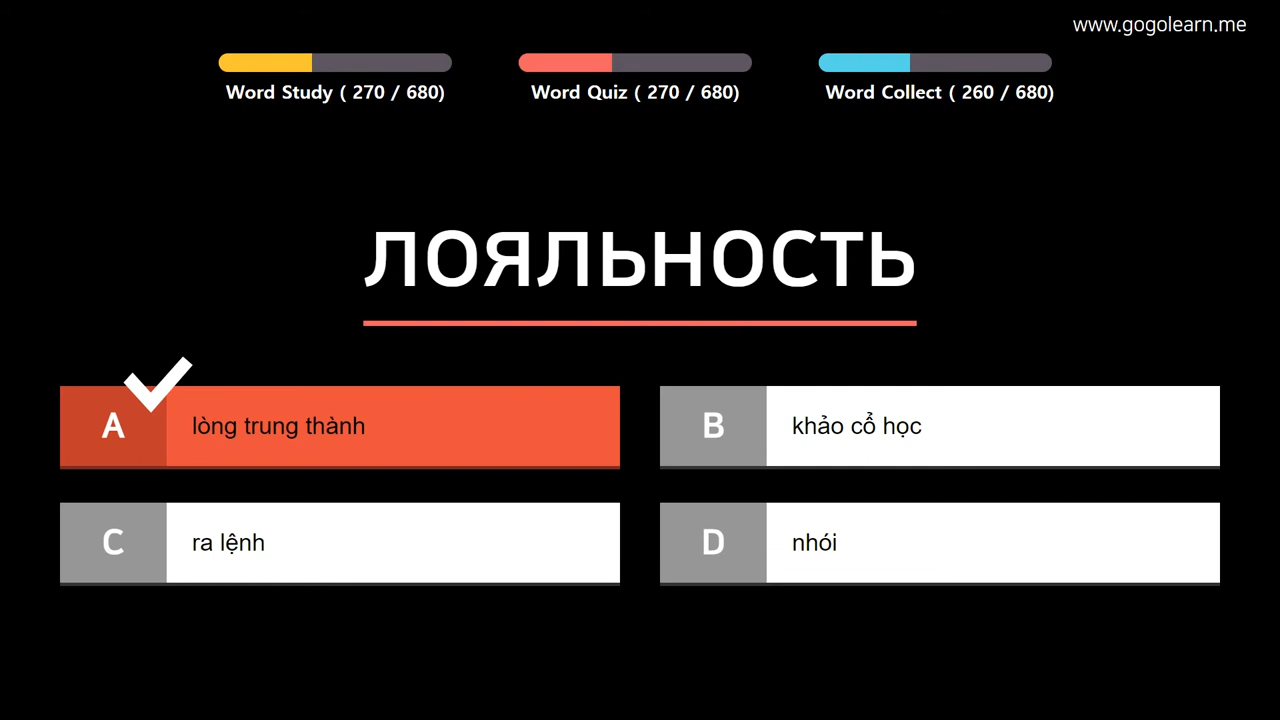 www.gogolearn.me
Word Study ( 270 / 680)
Word Quiz ( 270 / 680)
Word Collect ( 260 / 680)
ЛОЯЛЬНОСТЬ
A lòng trung thành
B khảo cổ học
C ra lệnh
D nhói